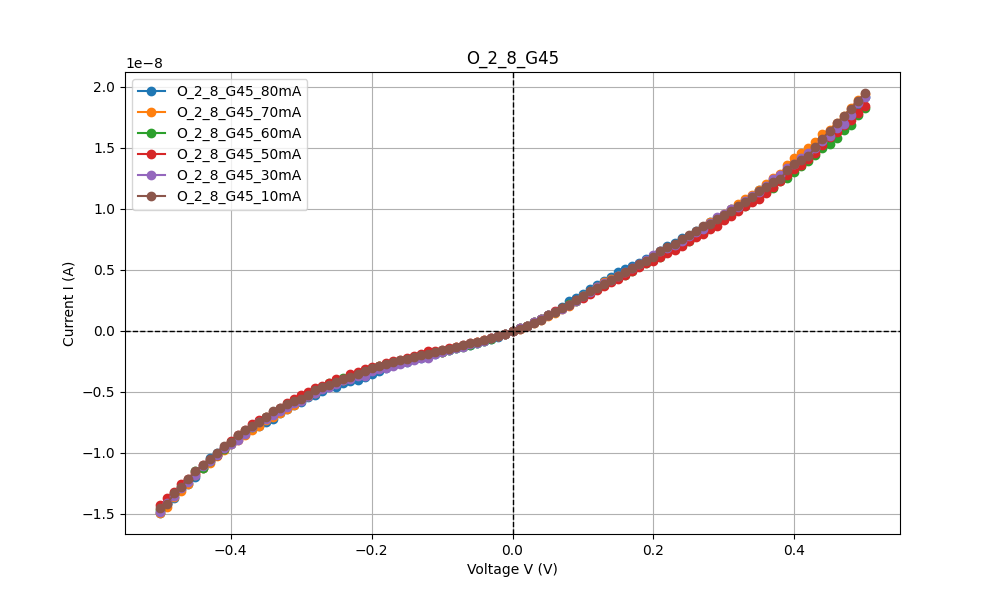 O_2_8_G45
1e−8
2.0
1.5
1.0
0.5
0.0
−0.5
−1.0
−1.5
O_2_8_G45_80mA
O_2_8_G45_70mA
O_2_8_G45_60mA
O_2_8_G45_50mA
O_2_8_G45_30mA
O_2_8_G45_10mA
Current I (A)
−0.4 −0.2 0.0 0.2 0.4
Voltage V (V)